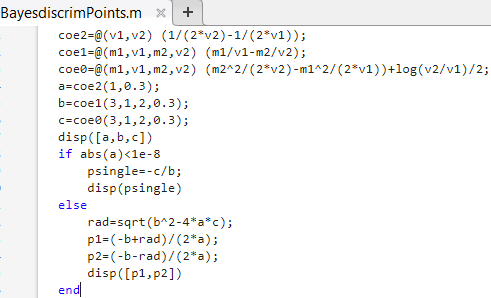 BayesdiscrimPoints.m × +
coe2=@(v1,v2) (1/(2*v2)-1/(2*v1));
coe1=@(m1,v1,m2,v2) (m1/v1-m2/v2);
coe0=@(m1,v1,m2,v2) (m2^2/(2*v2)-m1^2/(2*v1))+log(v2/v1)/2;
a=coe2(1,0.3);
b=coe1(3,1,2,0.3);
c=coe0(3,1,2,0.3);
disp([a,b,c])
if abs(a)<1e-8
    psingle=-c/b;
    disp(psingle)
else
    rad=sqrt(b^2-4*a*c);
    p1=(-b+rad)/(2*a);
    p2=(-b-rad)/(2*a);
    disp([p1,p2])
end